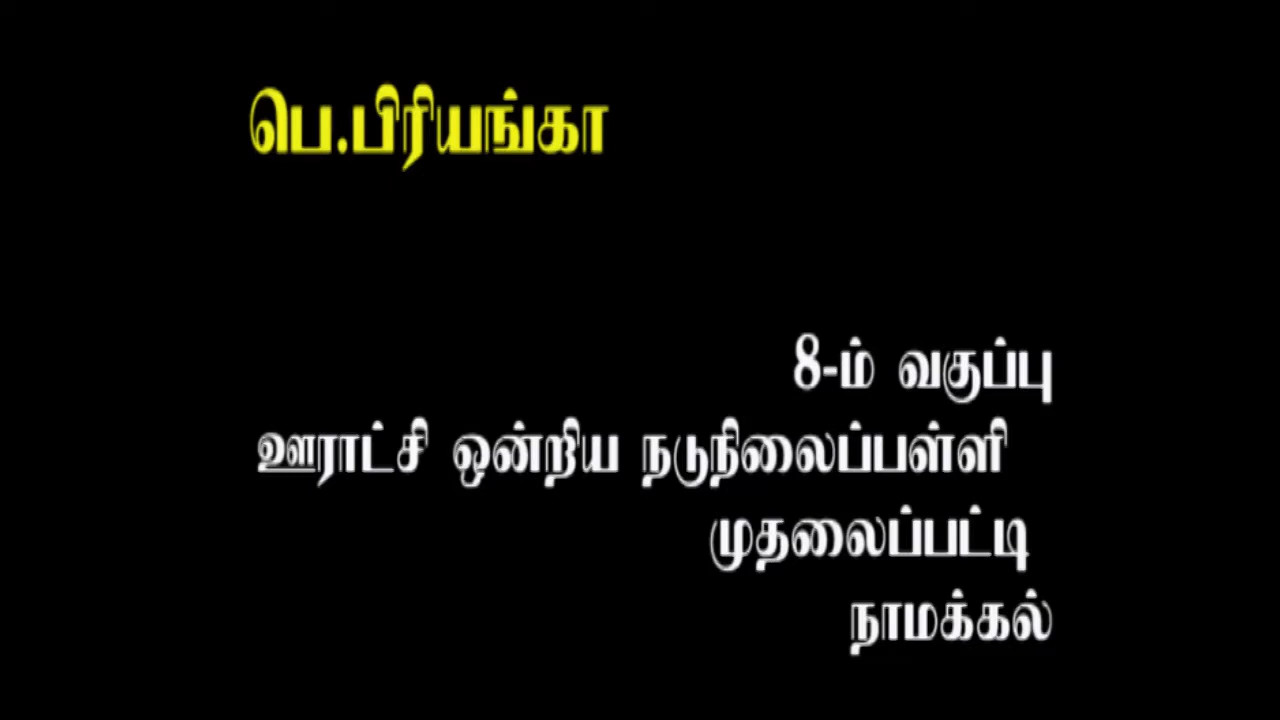 பெ.பிரியங்கா
8-ம் வகுப்பு
ஊராட்சி ஒன்றிய நடுநிலைப்பள்ளி
முதலைப்பட்டி
நாமக்கல்